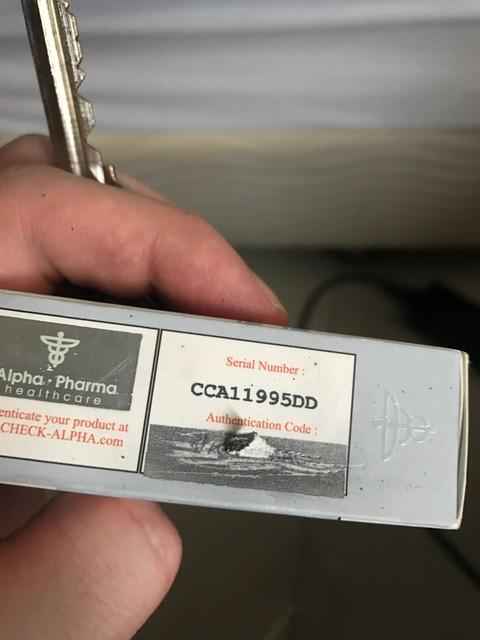 Alpha · Pharma
healthcare
enticate your product at
CHECK-ALPHA.com
Serial Number :
CCA11995DD
Authentication Code :